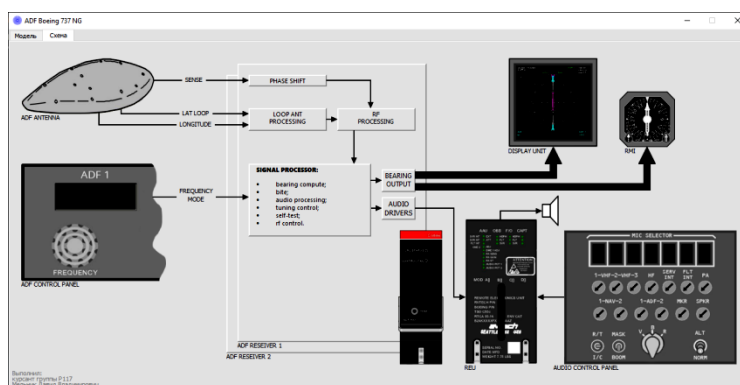 ADF Boeing 737 NG
Модель
Схема
SENSE
PHASE SHIFT
LAT LOOP
LONGITUDE
LOOP ANT
PROCESSING
RF
PROCESSING
ADF ANTENNA
DISPLAY UNIT
RMI
ADF 1
FREQUENCY
ADF CONTROL PANEL
FREQUENCY
MODE
SIGNAL PROCESSOR:
• bearing compute;
• bite;
• audio processing;
• tuning control;
• self-test;
• rf control.
BEARING
OUTPUT
AUDIO
DRIVERS
ADF RESEIVER 1
ADF RESEIVER 2
REU
MIC SELECTOR
1-VHF-2-VHF-3 HF SERV INT FLT INT PA
1-NAV-2 1-ADF-2 MKR SPKR
R/T MASK V B R ALT
I/C BOOM NORM
AUDIO CONTROL PANEL
Выполнил:
курсант группы Р117